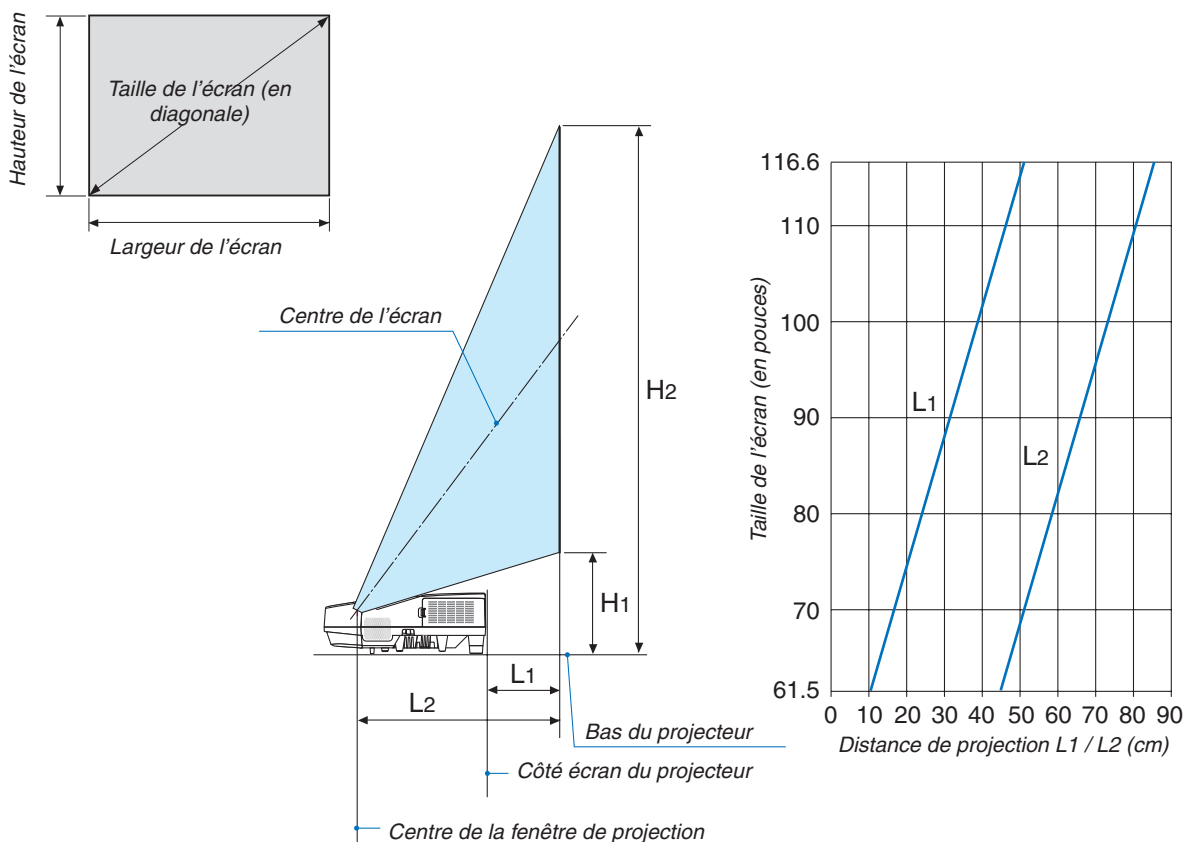 Hauteur de l'écran
Taille de l'écran (en
diagonale)
Largeur de l'écran
Centre de l'écran
H2
H1
L1
L2
Bas du projecteur
Côté écran du projecteur
Centre de la fenêtre de projection
Taille de l'écran (en pouces)
116.6
110
100
90
80
70
61.5
L1
L2
0 10 20 30 40 50 60 70 80 90
Distance de projection L1 / L2 (cm)